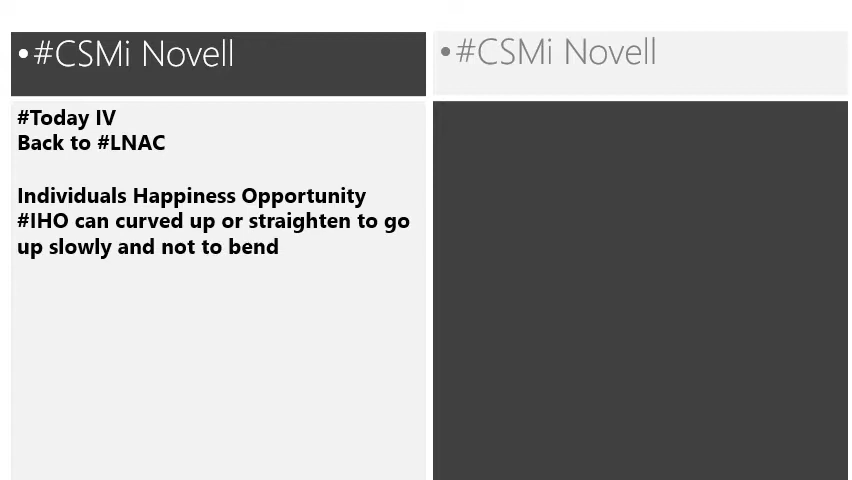 •#CSMi Novell
#Today IV
Back to #LNAC
Individuals Happiness Opportunity
#IHO can curved up or straighten to go
up slowly and not to bend
•#CSMi Novell